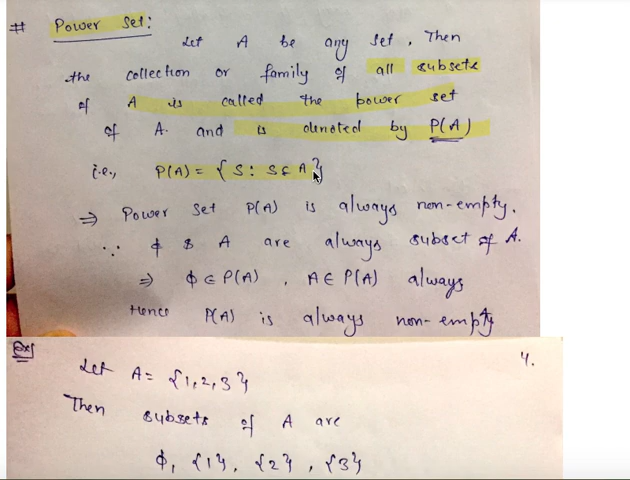 # Power Set:
Let A be any set, Then
the collection or family of all subsets
of A is called the power set
of A. and is denoted by P(A)
i.e., P(A) = {S : S ⊆ A}
⇒ Power set P(A) is always non-empty.
∵ ϕ & A are always subset of A.
⇒ ϕ ∈ P(A), A ∈ P(A) always
Hence P(A) is always non-empty
Ex) 4.
Let A = {1,2,3}
Then subsets of A are
ϕ, {1}, {2}, {3}